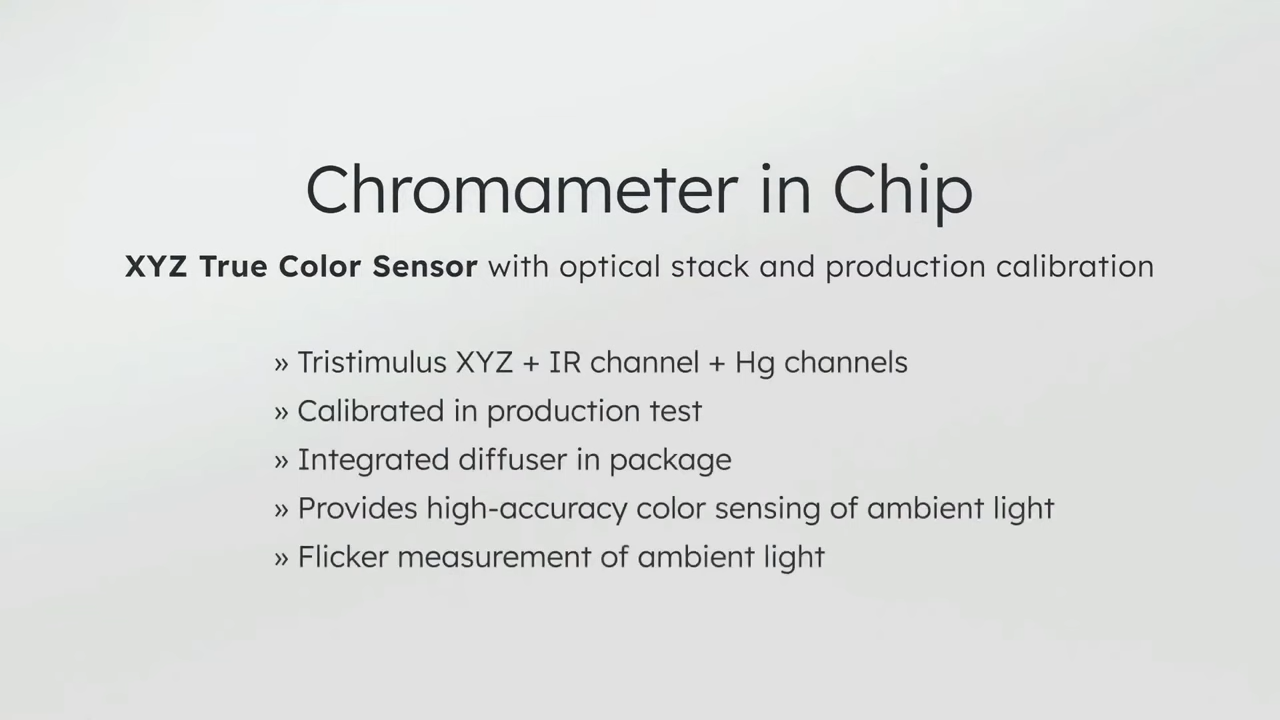 Chromameter in Chip
XYZ True Color Sensor with optical stack and production calibration
» Tristimulus XYZ + IR channel + Hg channels
» Calibrated in production test
» Integrated diffuser in package
» Provides high-accuracy color sensing of ambient light
» Flicker measurement of ambient light